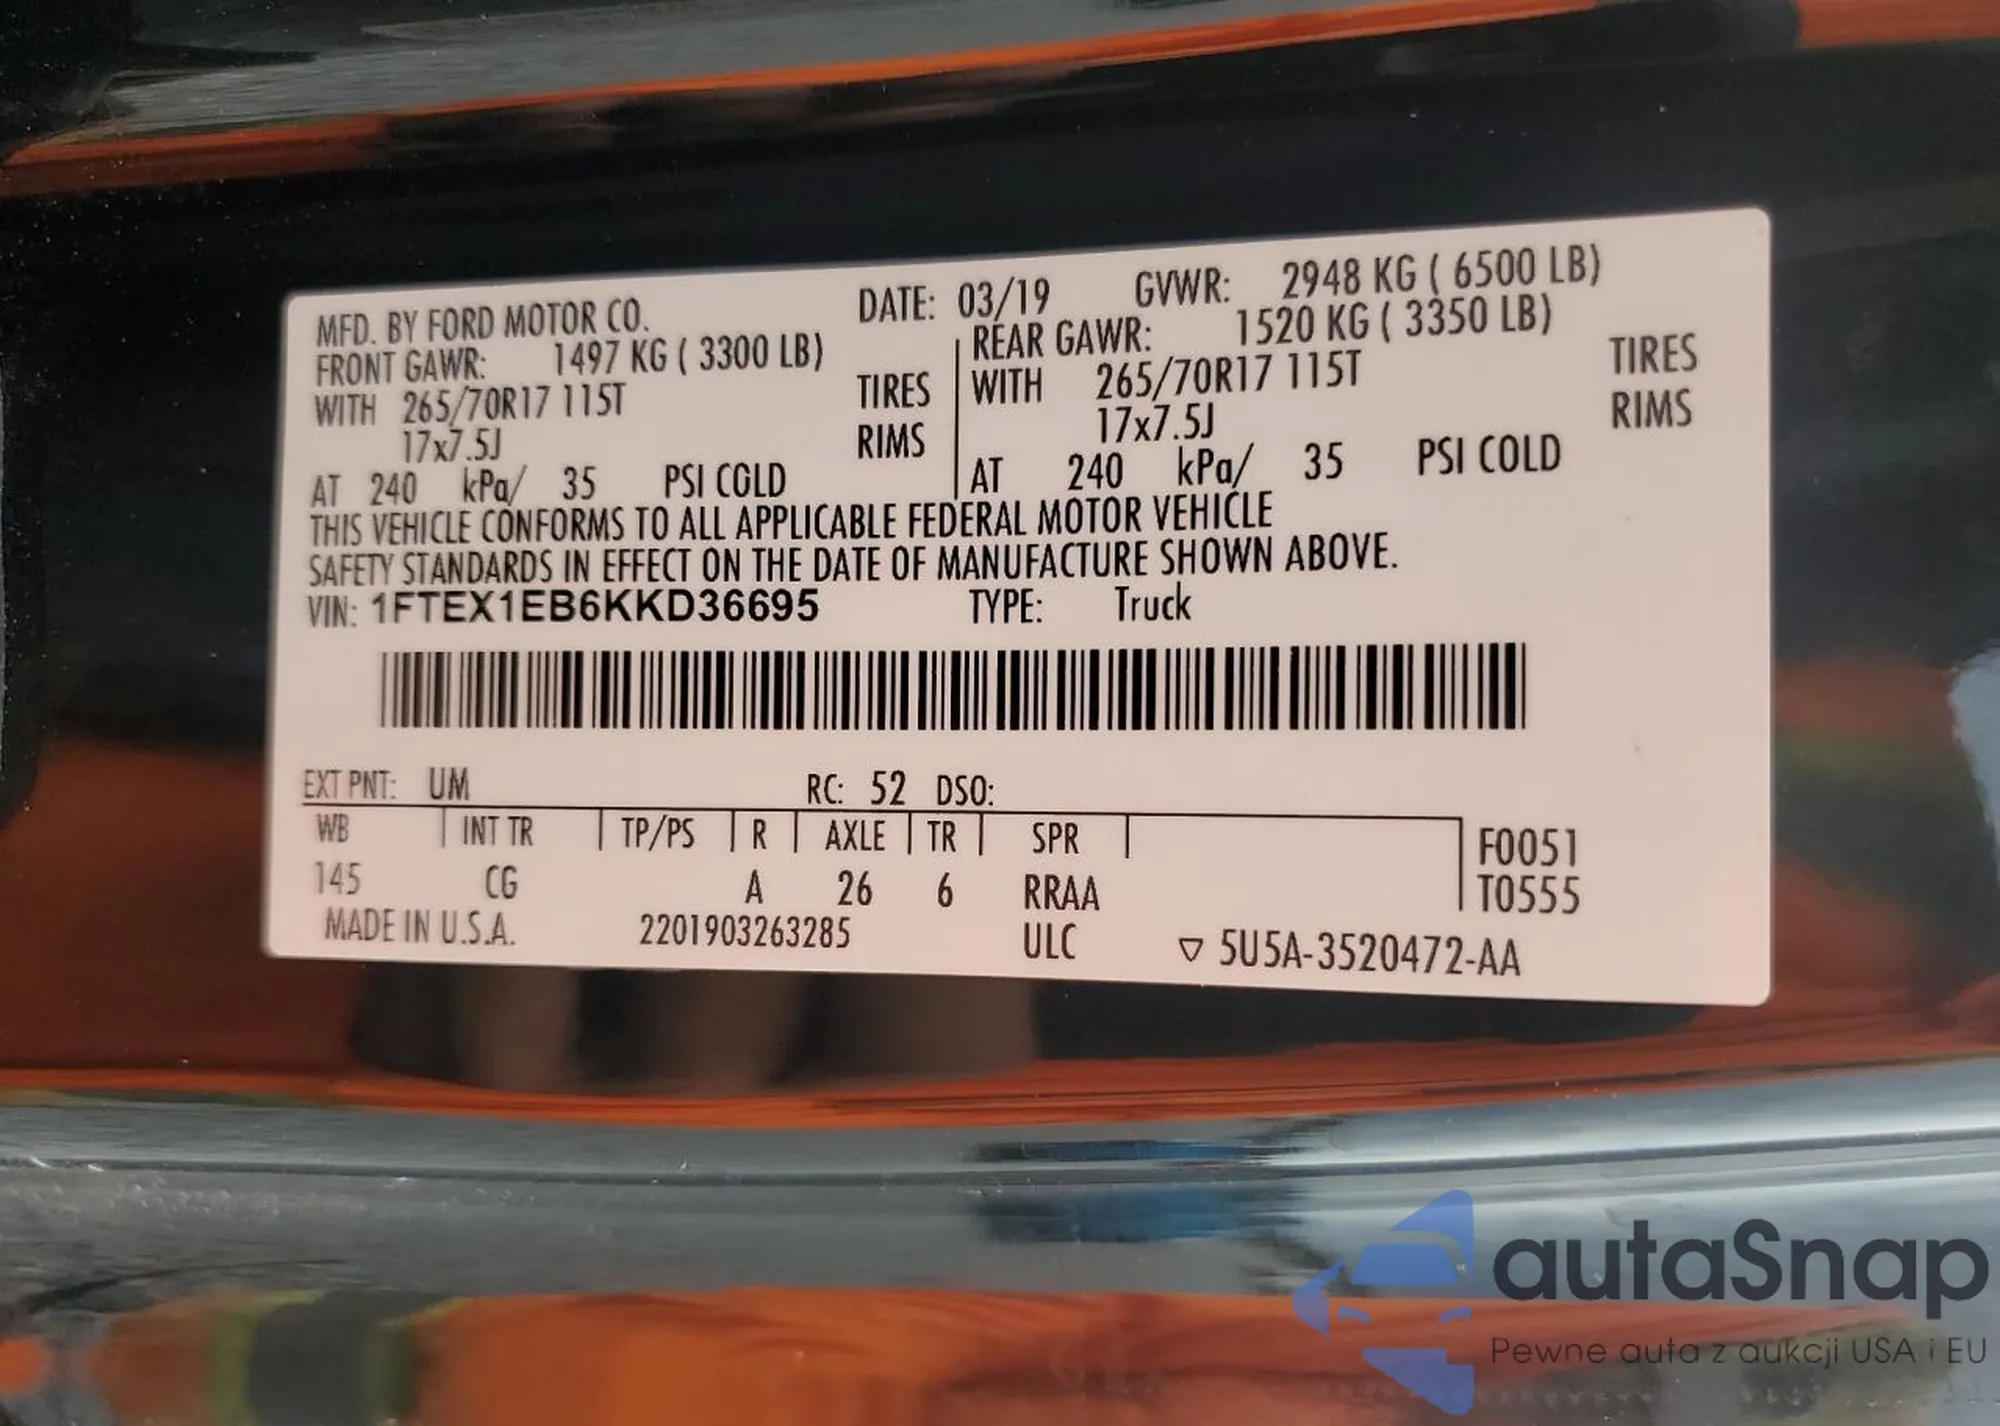 MFD. BY FORD MOTOR CO. DATE: 03/19 GVWR: 2948 KG ( 6500 LB)
FRONT GAWR: 1497 KG ( 3300 LB) REAR GAWR: 1520 KG ( 3350 LB)
WITH 265/70R17 115T TIRES WITH 265/70R17 115T TIRES
17x7.5J RIMS 17x7.5J RIMS
AT 240 kPa/ 35 PSI COLD AT 240 kPa/ 35 PSI COLD
THIS VEHICLE CONFORMS TO ALL APPLICABLE FEDERAL MOTOR VEHICLE
SAFETY STANDARDS IN EFFECT ON THE DATE OF MANUFACTURE SHOWN ABOVE.
VIN: 1FTEX1EB6KKD36695 TYPE: Truck
EXT PNT: UM RC: 52 DSO:
WB INT TR TP/PS R AXLE TR SPR F0051
145 CG A 26 6 RRAA T0555
MADE IN U.S.A. 2201903263285 ULC ▽ 5U5A-3520472-AA
autaSnap
Pewne auta z aukcji USA i EU